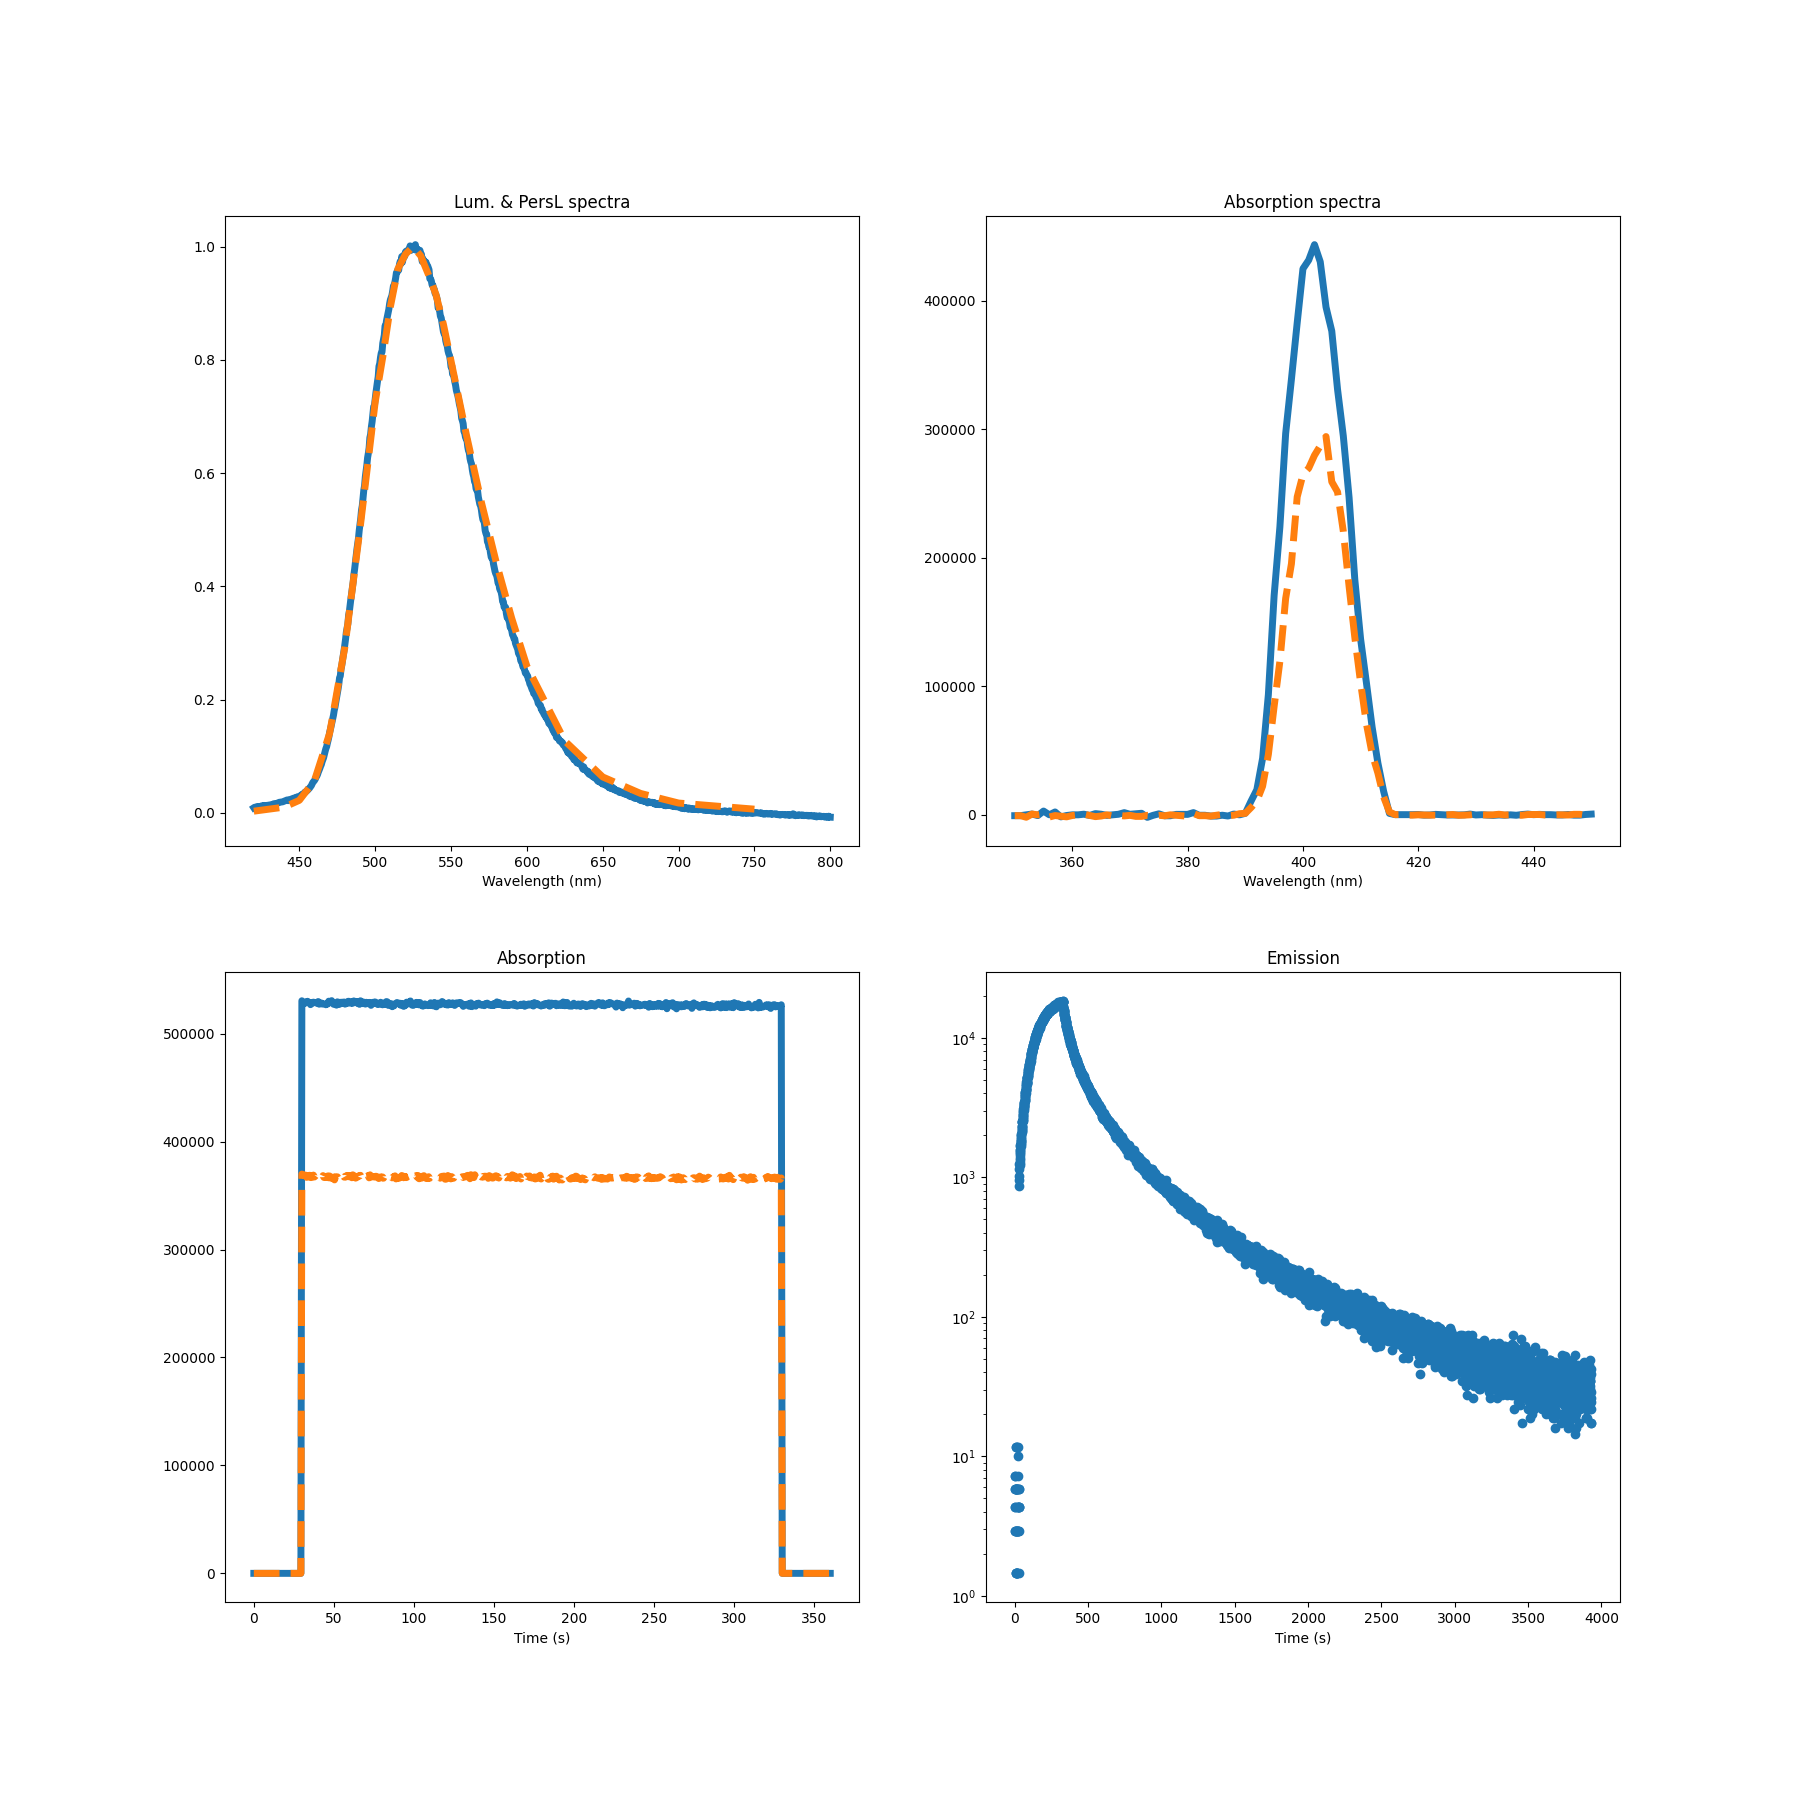 Lum. & PersL spectra
1.0
0.8
0.6
0.4
0.2
0.0
450 500 550 600 650 700 750 800
Wavelength (nm)
Absorption spectra
400000
300000
200000
100000
0
360 380 400 420 440
Wavelength (nm)
Absorption
500000
400000
300000
200000
100000
0
0 50 100 150 200 250 300 350
Time (s)
Emission
10⁴
10³
10²
10¹
10⁰
0 500 1000 1500 2000 2500 3000 3500 4000
Time (s)